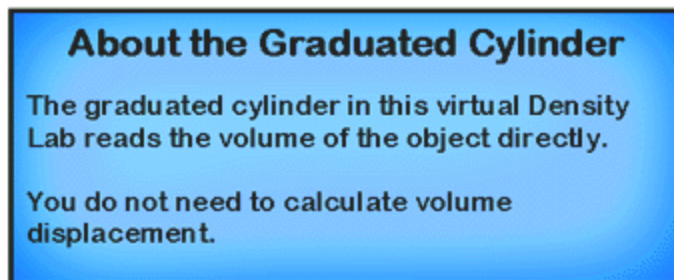 About the Graduated Cylinder
The graduated cylinder in this virtual Density
Lab reads the volume of the object directly.
You do not need to calculate volume
displacement.